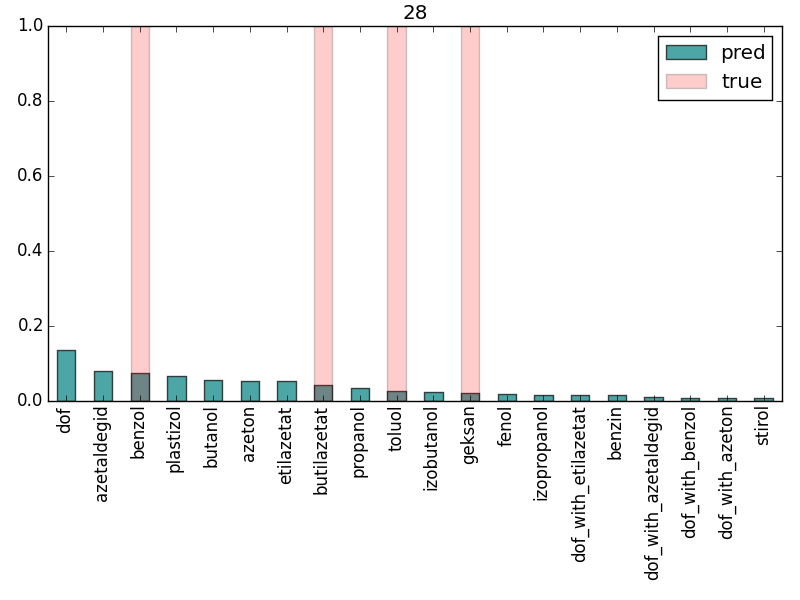 28
pred
true
1.0
0.8
0.6
0.4
0.2
0.0
dof
azetaldegid
benzol
plastizol
butanol
azeton
etilazetat
butilazetat
propanol
toluol
izobutanol
geksan
fenol
izopropanol
dof_with_etilazetat
benzin
dof_with_azetaldegid
dof_with_benzol
dof_with_azeton
stirol